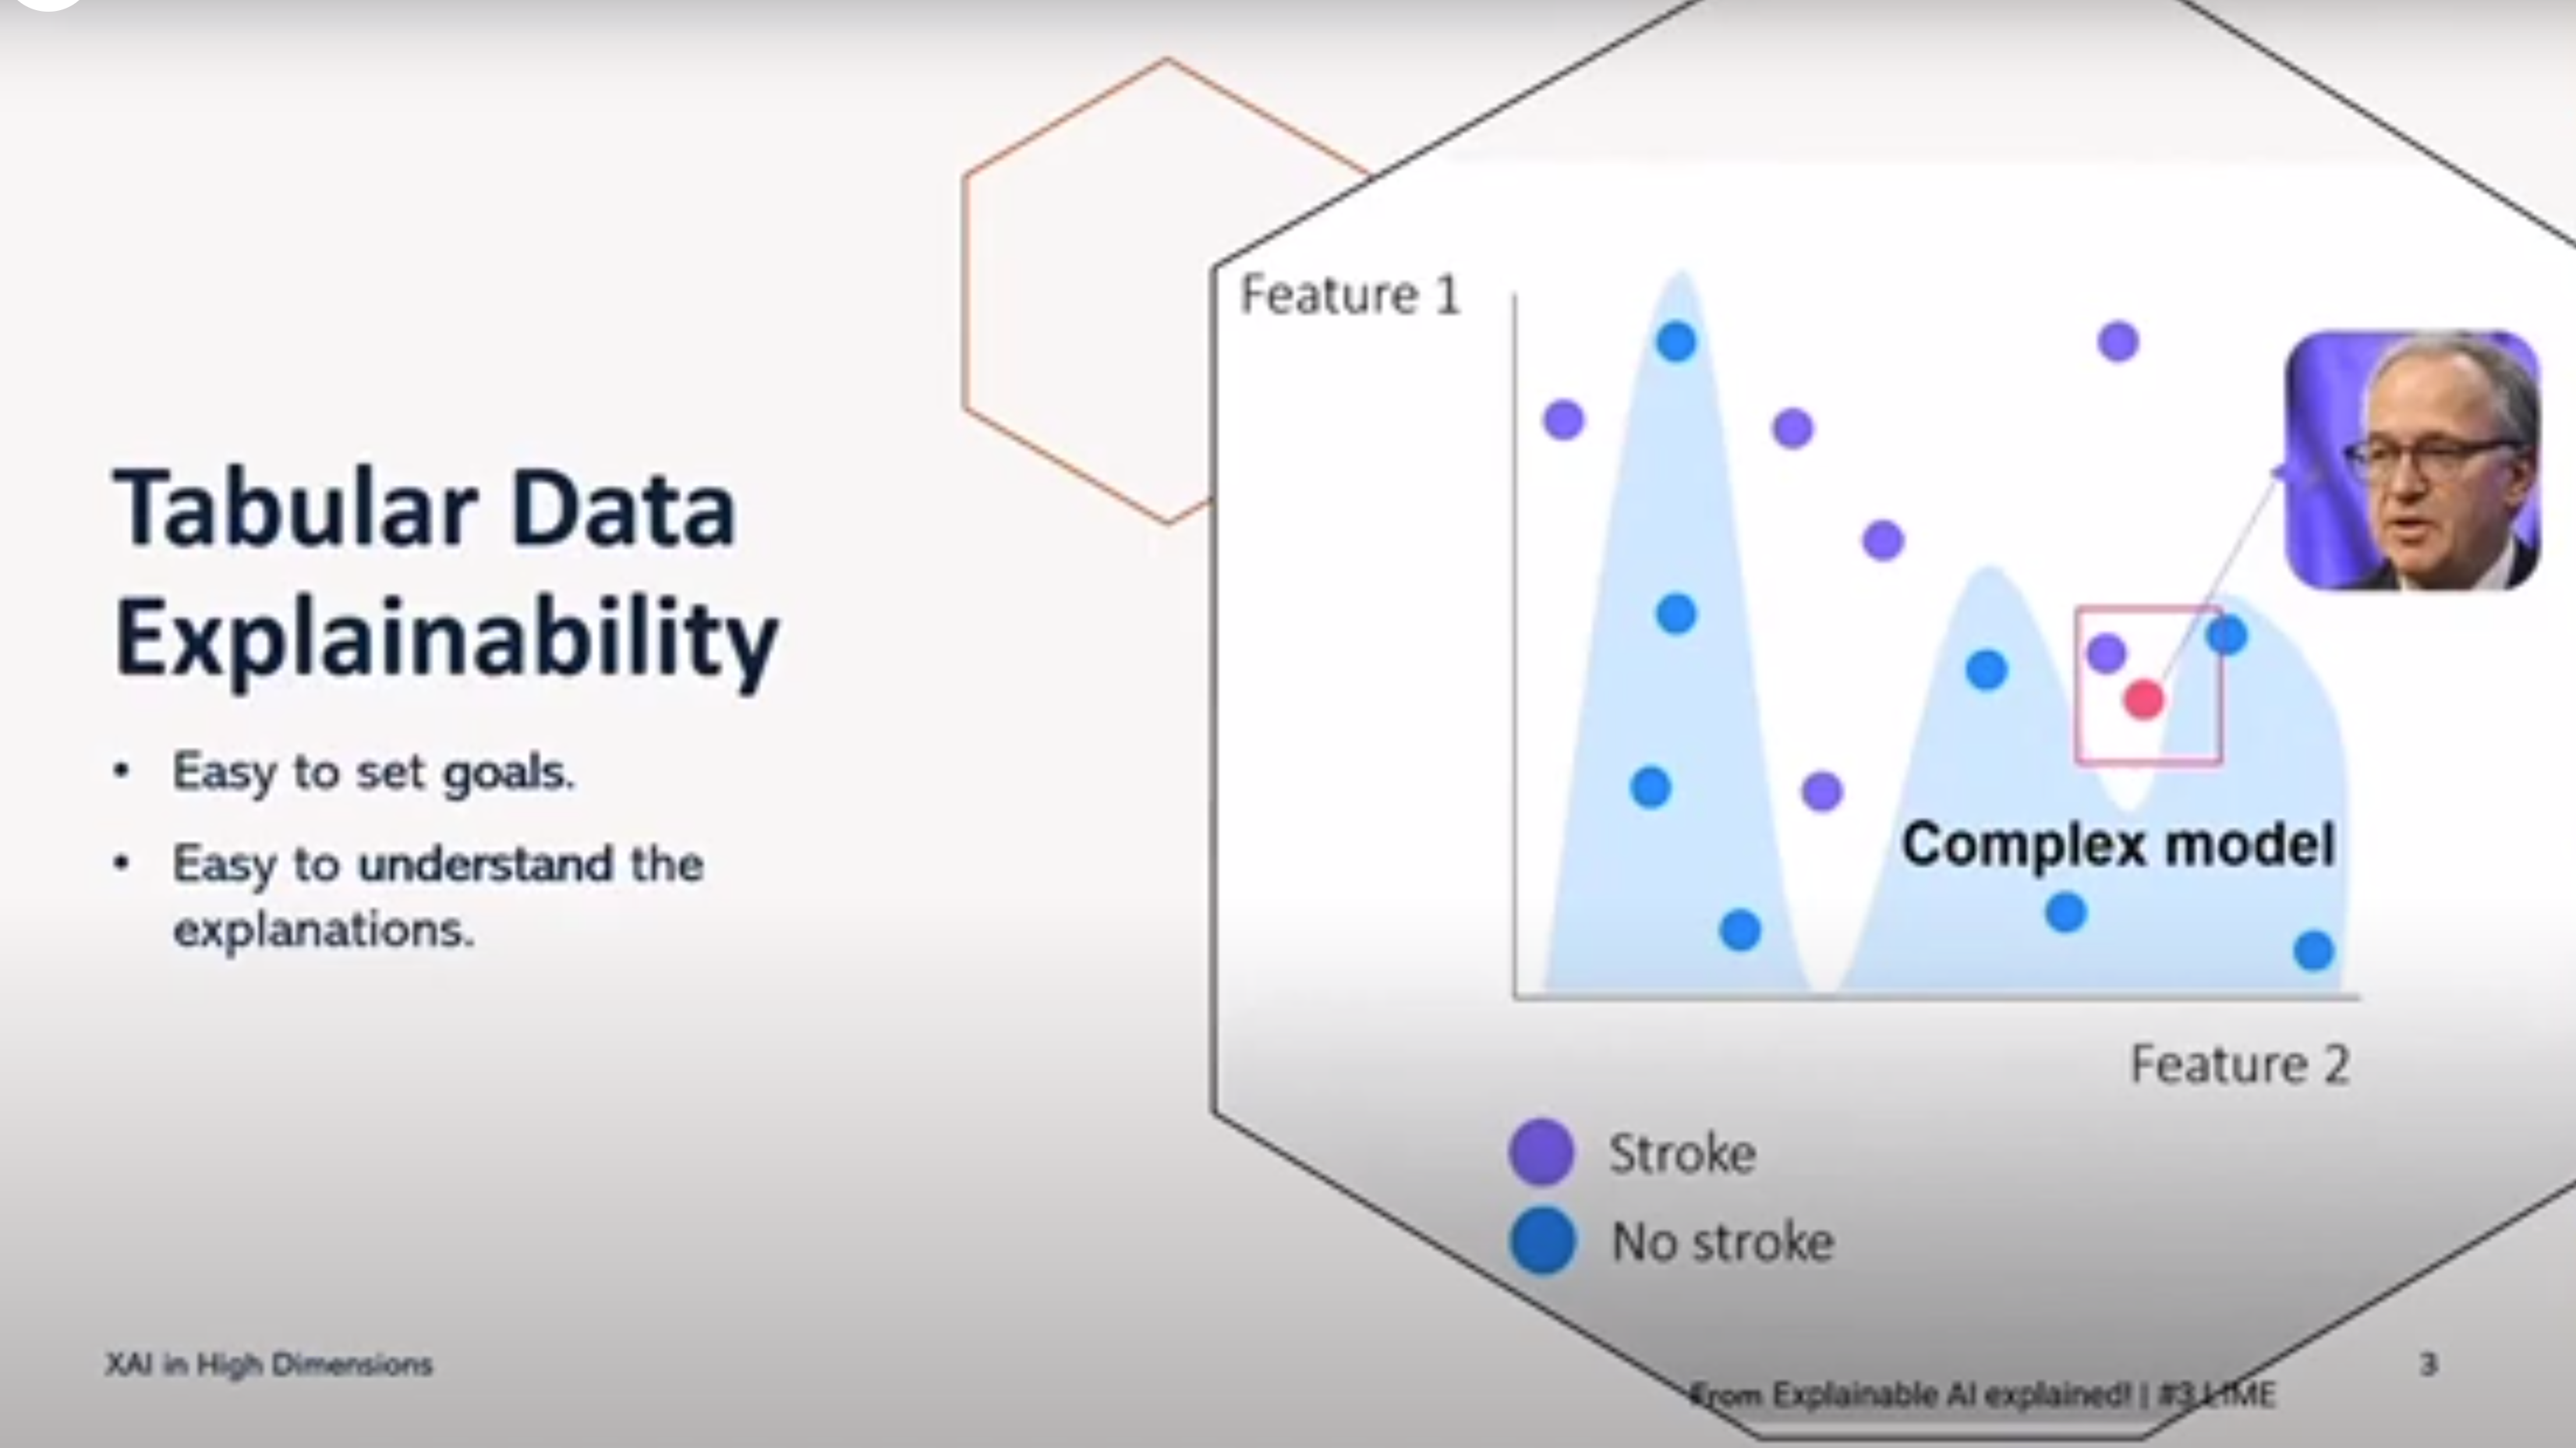 Tabular Data
Explainability
• Easy to set goals.
• Easy to understand the
explanations.
Feature 1
Complex model
Feature 2
Stroke
No stroke
XAI in High Dimensions
From Explainable AI explained! | #3 LIME
3